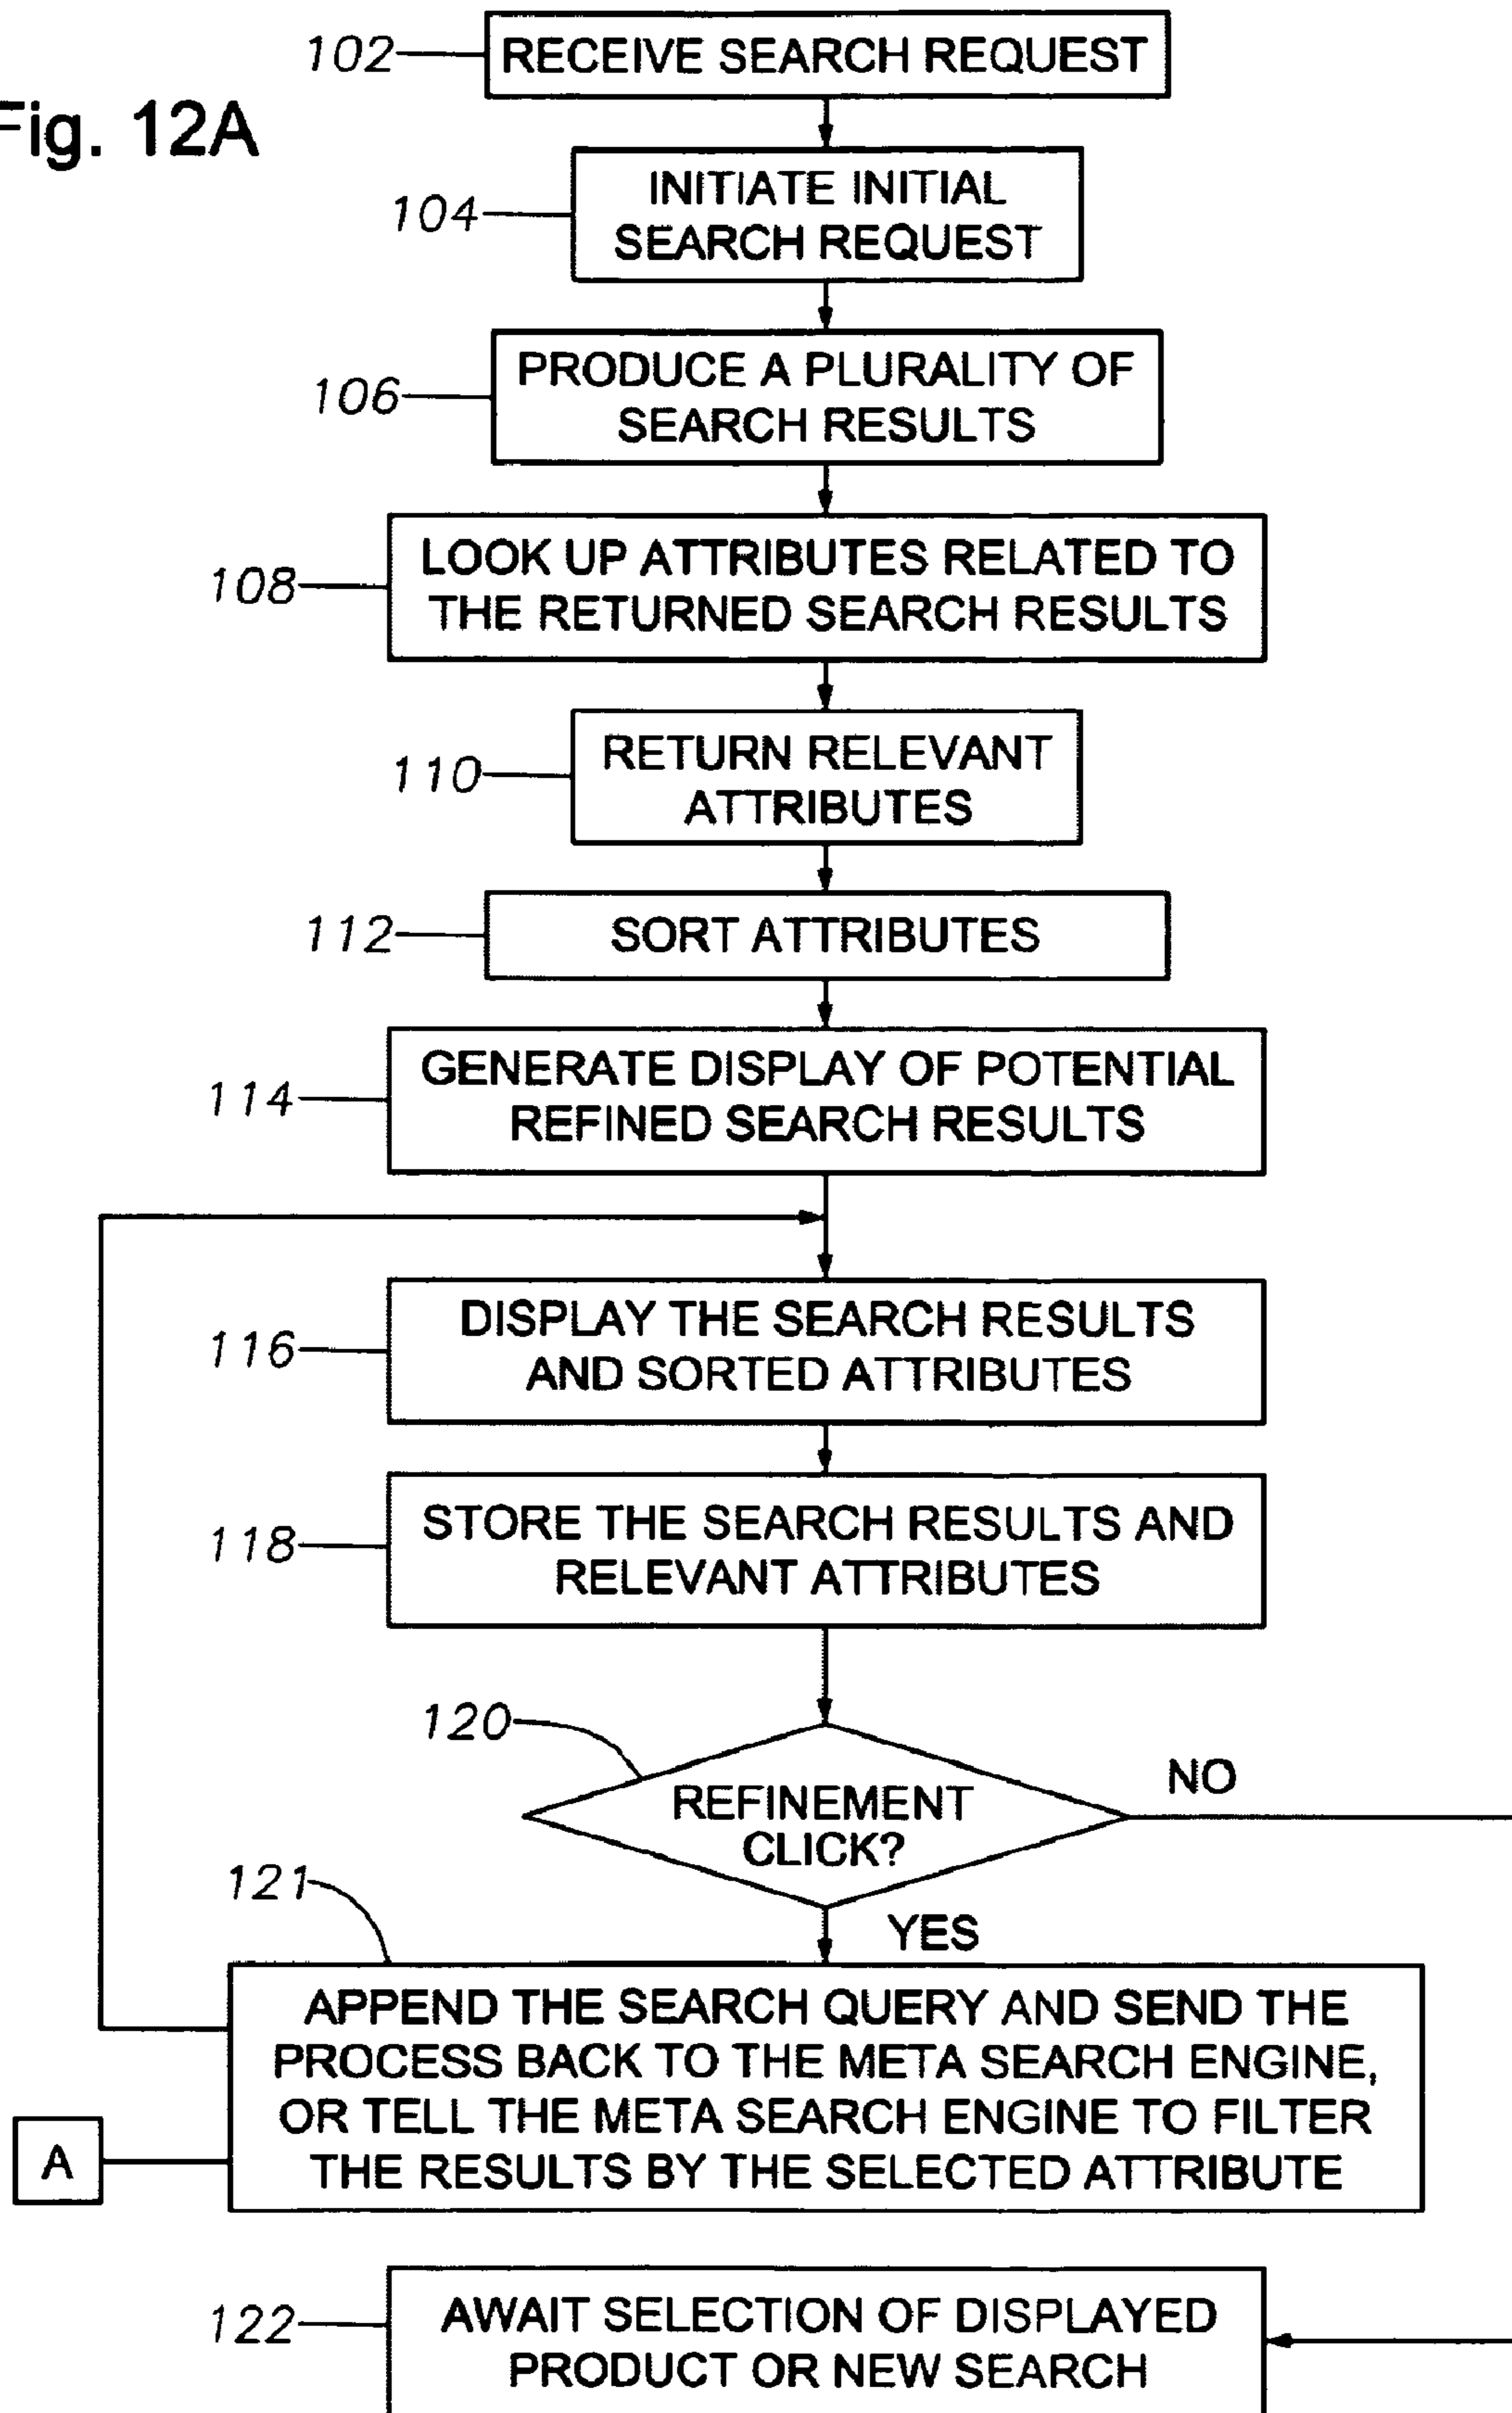 102
RECEIVE SEARCH REQUEST
Fig. 12A
104
INITIATE INITIAL
SEARCH REQUEST
106
PRODUCE A PLURALITY OF
SEARCH RESULTS
108
LOOK UP ATTRIBUTES RELATED TO
THE RETURNED SEARCH RESULTS
110
RETURN RELEVANT
ATTRIBUTES
112
SORT ATTRIBUTES
114
GENERATE DISPLAY OF POTENTIAL
REFINED SEARCH RESULTS
116
DISPLAY THE SEARCH RESULTS
AND SORTED ATTRIBUTES
118
STORE THE SEARCH RESULTS AND
RELEVANT ATTRIBUTES
120
REFINEMENT
CLICK?
NO
YES
121
APPEND THE SEARCH QUERY AND SEND THE
PROCESS BACK TO THE META SEARCH ENGINE,
OR TELL THE META SEARCH ENGINE TO FILTER
THE RESULTS BY THE SELECTED ATTRIBUTE
A
122
AWAIT SELECTION OF DISPLAYED
PRODUCT OR NEW SEARCH